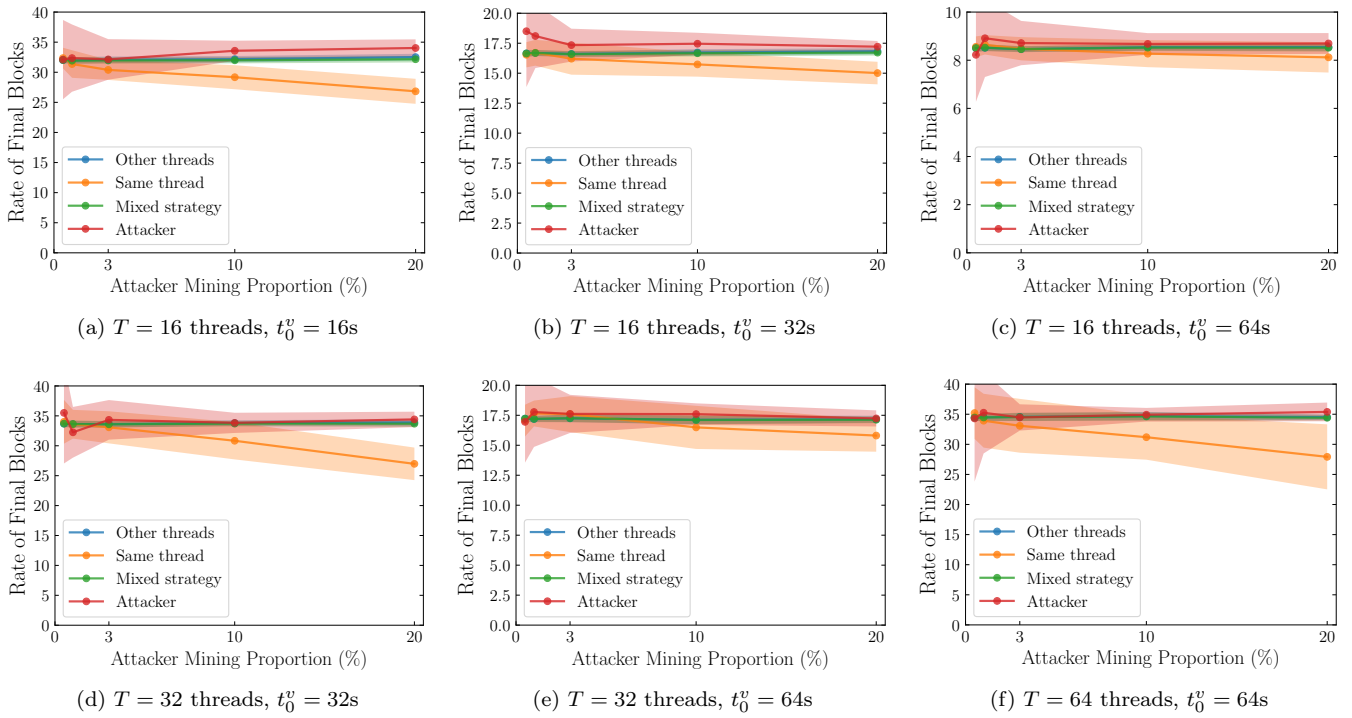 Rate of Final Blocks
40
35
30
25
20
15
10
5
0
Other threads
Same thread
Mixed strategy
Attacker
0 3 10 20
Attacker Mining Proportion (%)
(a) T = 16 threads, t_0^v = 16s
Rate of Final Blocks
20.0
17.5
15.0
12.5
10.0
7.5
5.0
2.5
0.0
Other threads
Same thread
Mixed strategy
Attacker
0 3 10 20
Attacker Mining Proportion (%)
(b) T = 16 threads, t_0^v = 32s
Rate of Final Blocks
10
8
6
4
2
0
Other threads
Same thread
Mixed strategy
Attacker
0 3 10 20
Attacker Mining Proportion (%)
(c) T = 16 threads, t_0^v = 64s
Rate of Final Blocks
40
35
30
25
20
15
10
5
0
Other threads
Same thread
Mixed strategy
Attacker
0 3 10 20
Attacker Mining Proportion (%)
(d) T = 32 threads, t_0^v = 32s
Rate of Final Blocks
20.0
17.5
15.0
12.5
10.0
7.5
5.0
2.5
0.0
Other threads
Same thread
Mixed strategy
Attacker
0 3 10 20
Attacker Mining Proportion (%)
(e) T = 32 threads, t_0^v = 64s
Rate of Final Blocks
40
35
30
25
20
15
10
5
0
Other threads
Same thread
Mixed strategy
Attacker
0 3 10 20
Attacker Mining Proportion (%)
(f) T = 64 threads, t_0^v = 64s